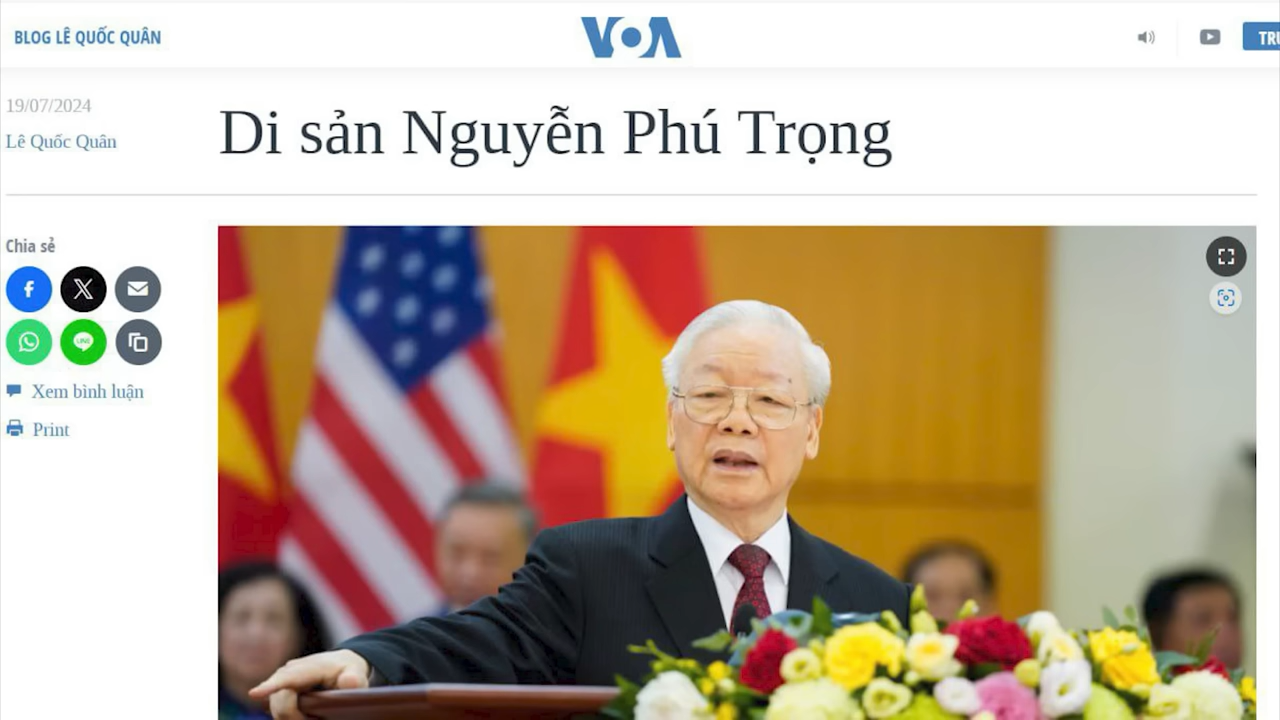 BLOG LÊ QUỐC QUÂN
VOA
19/07/2024
Lê Quốc Quân
Di sản Nguyễn Phú Trọng
Chia sẻ
Xem bình luận
Print
LINE